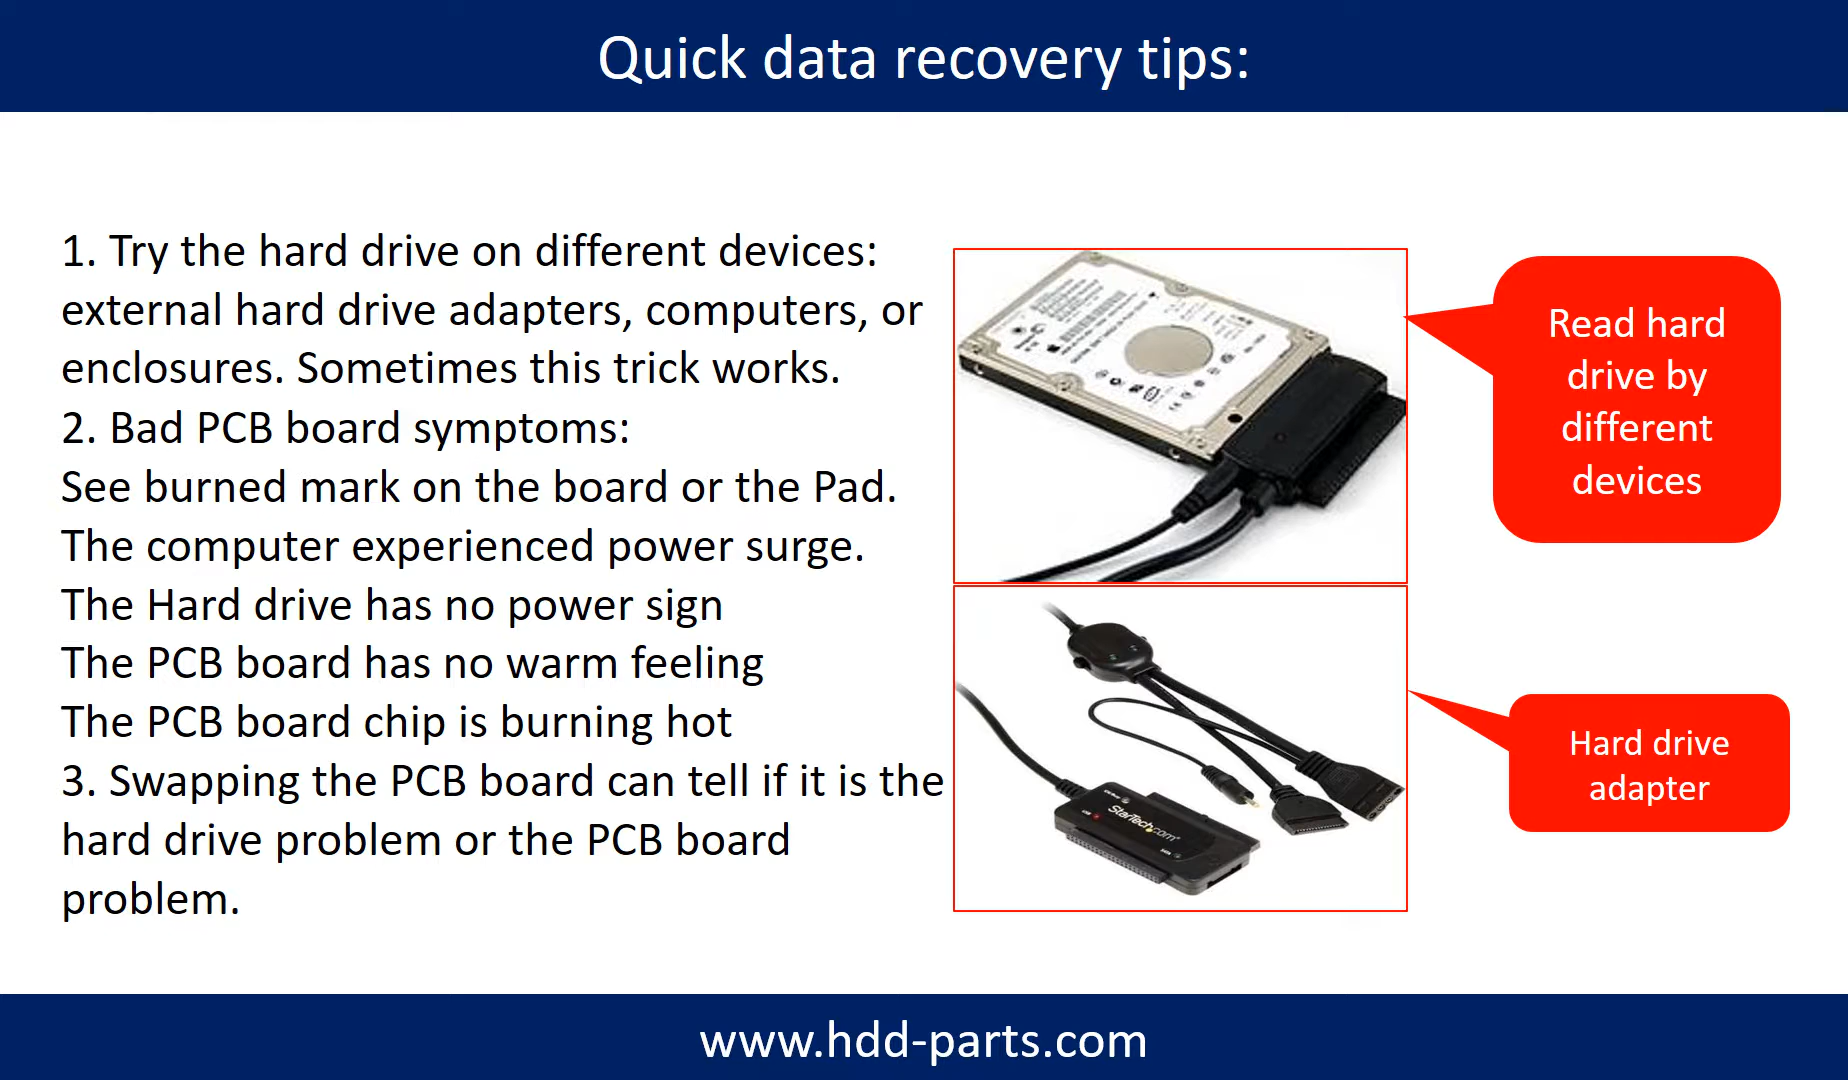 Quick data recovery tips:
1. Try the hard drive on different devices:
external hard drive adapters, computers, or
enclosures. Sometimes this trick works.
2. Bad PCB board symptoms:
See burned mark on the board or the Pad.
The computer experienced power surge.
The Hard drive has no power sign
The PCB board has no warm feeling
The PCB board chip is burning hot
3. Swapping the PCB board can tell if it is the
hard drive problem or the PCB board
problem.
Read hard
drive by
different
devices
StarTech.com
Hard drive
adapter
www.hdd-parts.com